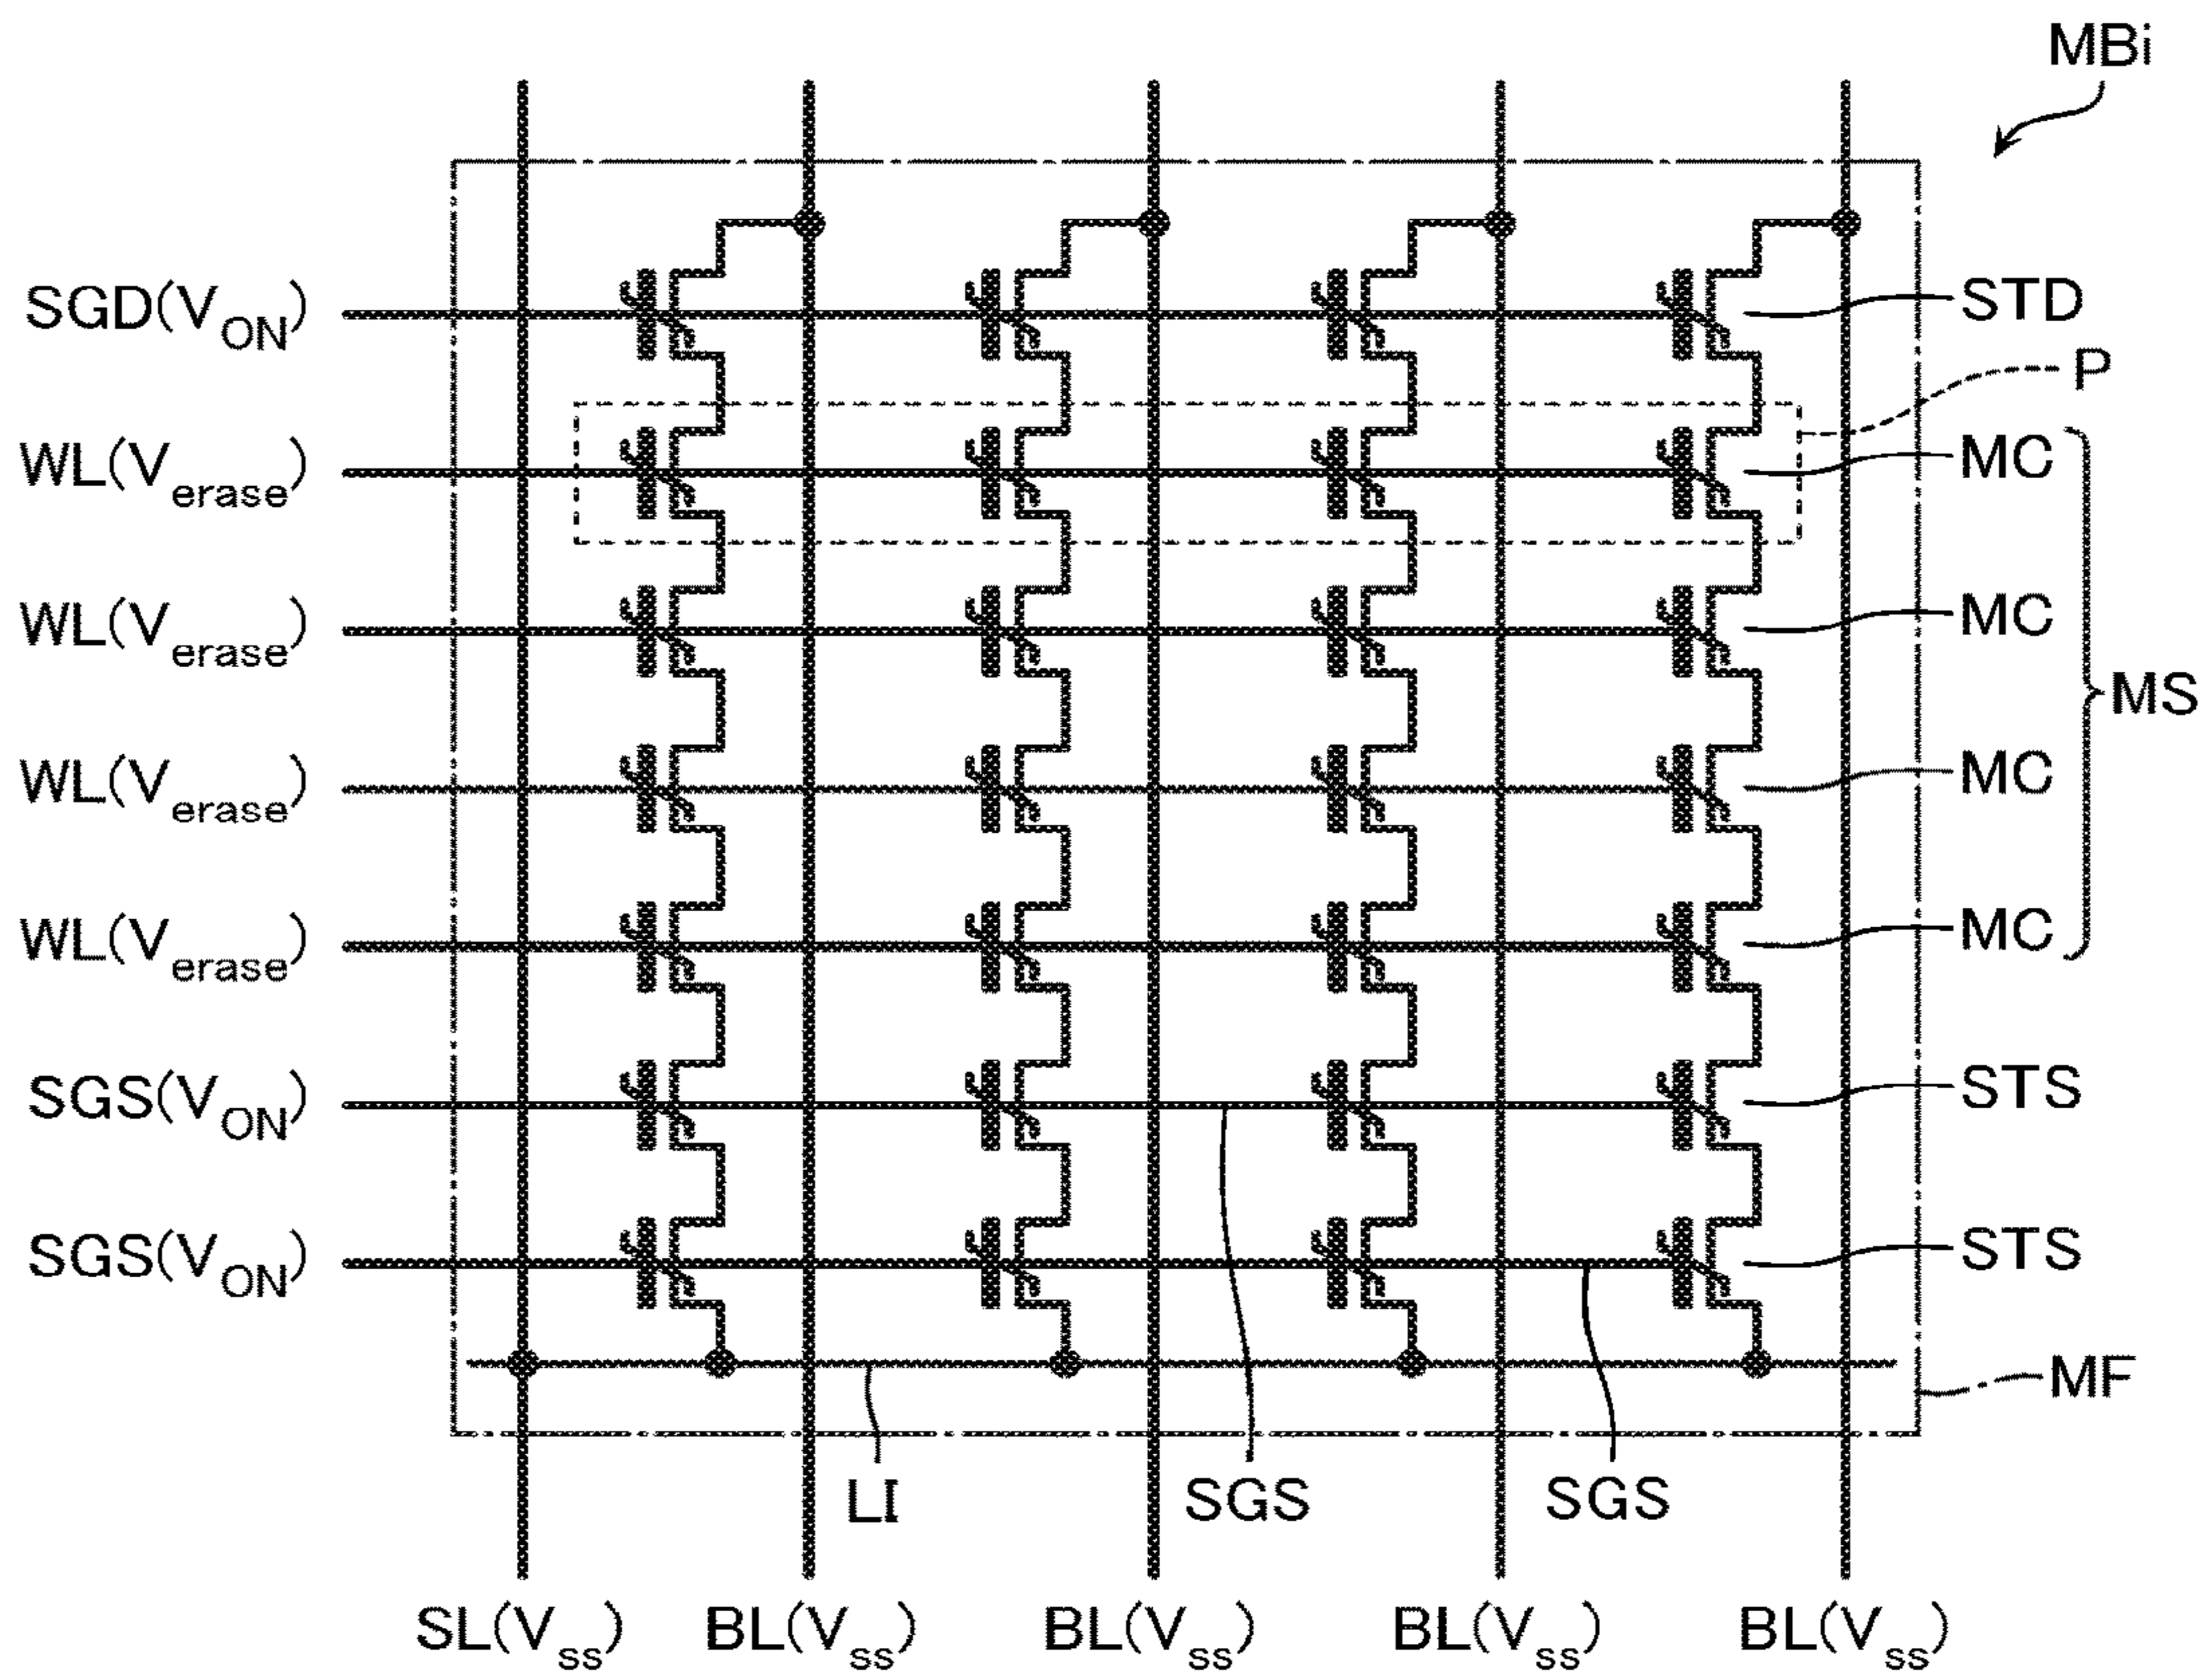 MBi
SGD(VON) STD
P
WL(Verase) MC
WL(Verase) MC
MS
WL(Verase) MC
WL(Verase) MC
SGS(VON) STS
SGS(VON) STS
MF
LI SGS SGS
SL(Vss) BL(Vss) BL(Vss) BL(Vss) BL(Vss)